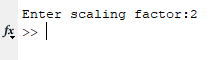 Enter scaling factor:2
fx >>